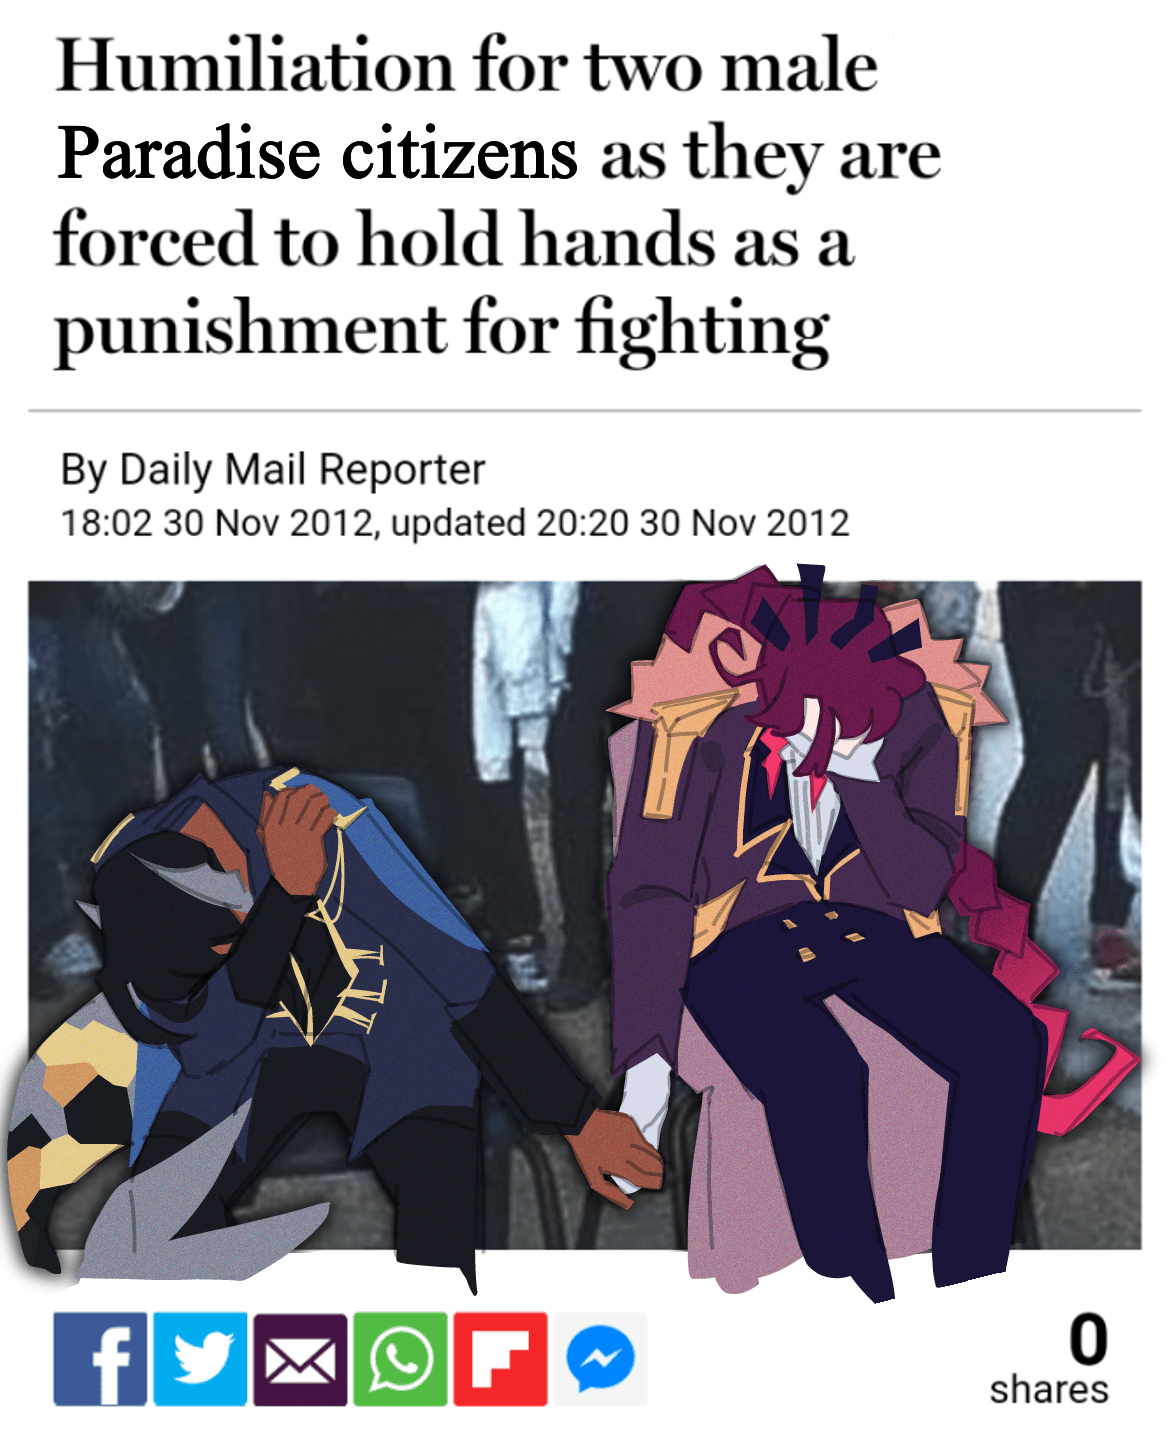 Humiliation for two male
Paradise citizens as they are
forced to hold hands as a
punishment for fighting
By Daily Mail Reporter
18:02 30 Nov 2012, updated 20:20 30 Nov 2012
0
shares